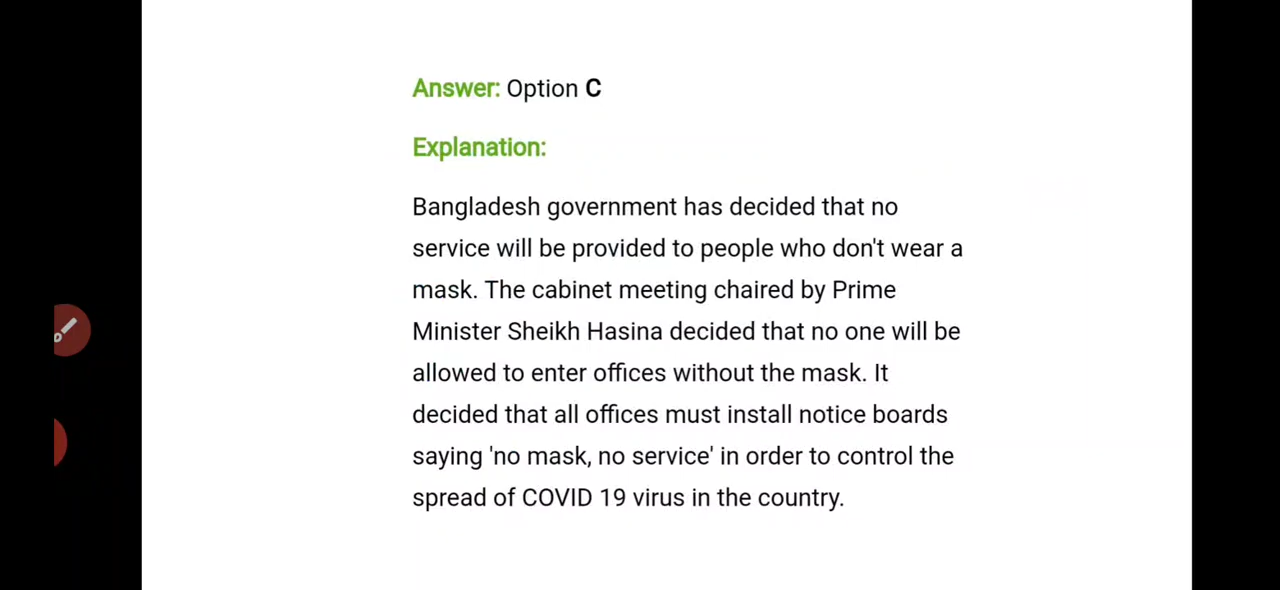 Answer: Option C
Explanation:
Bangladesh government has decided that no
service will be provided to people who don't wear a
mask. The cabinet meeting chaired by Prime
Minister Sheikh Hasina decided that no one will be
allowed to enter offices without the mask. It
decided that all offices must install notice boards
saying 'no mask, no service' in order to control the
spread of COVID 19 virus in the country.